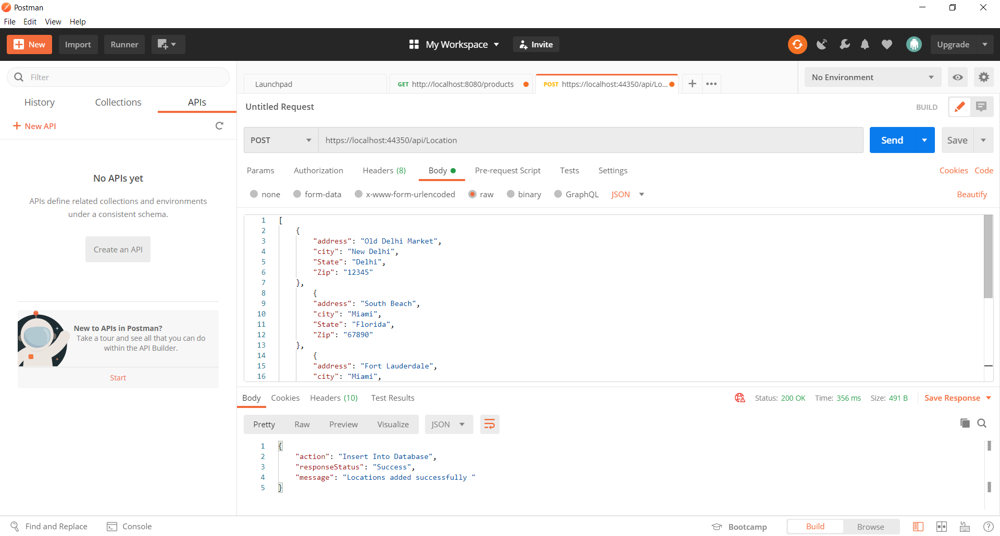 Postman
File Edit View Help
New Import Runner My Workspace Invite Upgrade
Filter
History Collections APIs
+ New API
No APIs yet
APIs define related collections and environments
under a consistent schema.
Create an API
New to APIs in Postman?
Take a tour and see all that you can do
within the API Builder.
Start
Launchpad GET http://localhost:8080/products POST https://localhost:44350/api/Lo... + ••• No Environment
Untitled Request BUILD
POST https://localhost:44350/api/Location Send Save
Params Authorization Headers (8) Body Pre-request Script Tests Settings Cookies Code
none form-data x-www-form-urlencoded raw binary GraphQL JSON Beautify
1 [
2 {
3 "address": "Old Delhi Market",
4 "city": "New Delhi",
5 "State": "Delhi",
6 "Zip": "12345"
7 },
8 {
9 "address": "South Beach",
10 "city": "Miami",
11 "State": "Florida",
12 "Zip": "67890"
13 },
14 {
15 "address": "Fort Lauderdale",
16 "city": "Miami",
Body Cookies Headers (10) Test Results Status: 200 OK Time: 356 ms Size: 491 B Save Response
Pretty Raw Preview Visualize JSON
1 {
2 "action": "Insert Into Database",
3 "responseStatus": "Success",
4 "message": "Locations added successfully "
5 }
Find and Replace Console Bootcamp Build Browse